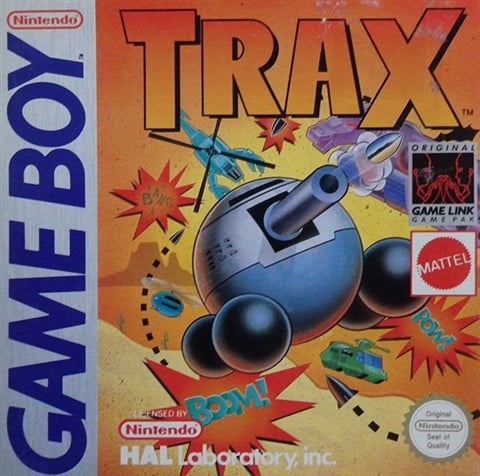 Nintendo
GAME BOY
TM
TRAX
TM
ORIGINAL
GAME LINK
GAME PAK
BANG
MATTEL
POW!
BOOM!
LICENSED BY
Nintendo
HAL Laboratory, inc.
Original
Nintendo
Seal of
Quality